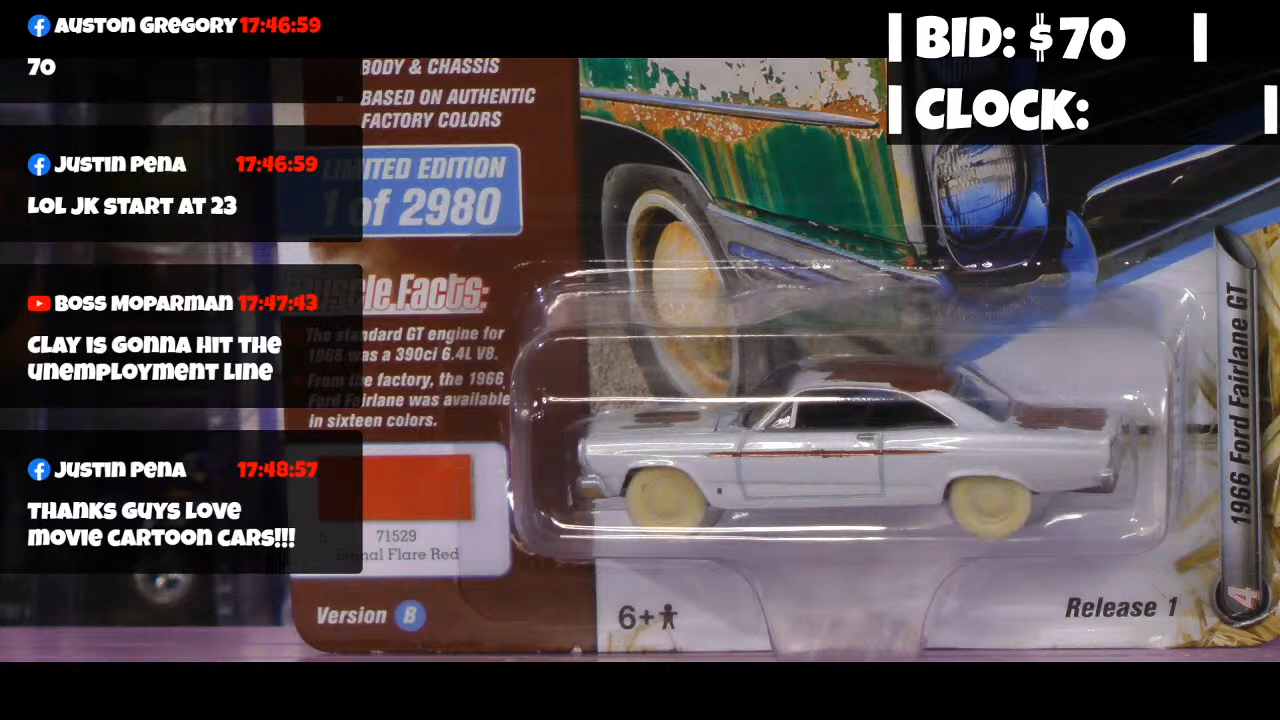 AUSTON GREGORY 17:46:59
70
JUSTIN PENA 17:46:59
LOL JK START AT 23
BOSS MOPARMAN 17:47:43
CLAY IS GONNA HIT THE
UNEMPLOYMENT LINE
JUSTIN PENA 17:48:57
THANKS GUYS LOVE
MOVIE CARTOON CARS!!!
| BID: $70 |
| CLOCK: |
BODY & CHASSIS
BASED ON AUTHENTIC
FACTORY COLORS
LIMITED EDITION
1 of 2980
Muscle Facts:
The standard GT engine for
1966 was a 390ci 6.4L V8.
From the factory, the 1966
Ford Fairlane was available
in sixteen colors.
71529
Signal Flare Red
Version B
6+
Release 1
1966 Ford Fairlane GT
4